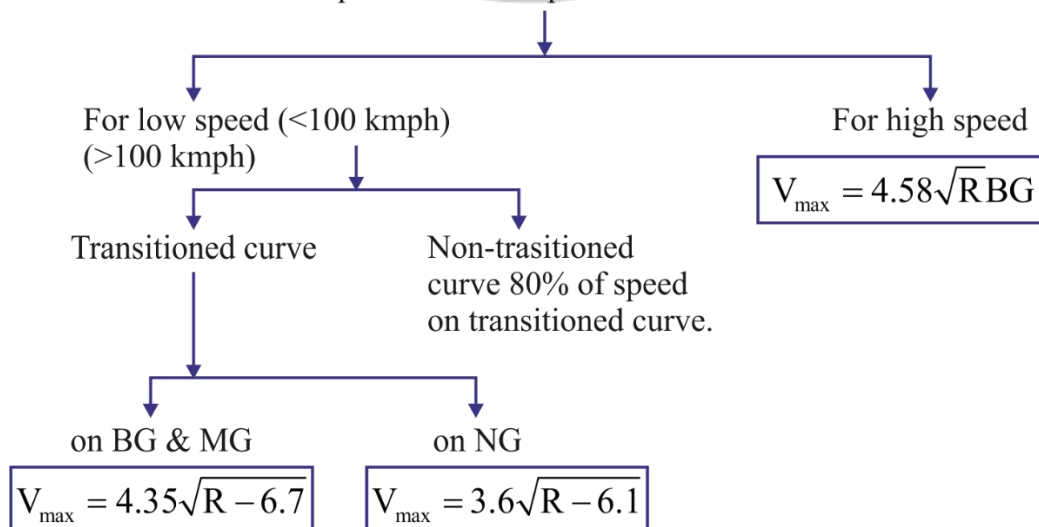 For low speed (<100 kmph)
(>100 kmph)
For high speed
V_max = 4.58√R BG
Transitioned curve
Non-trasitioned
curve 80% of speed
on transitioned curve.
on BG & MG
on NG
V_max = 4.35√(R − 6.7)
V_max = 3.6√(R − 6.1)